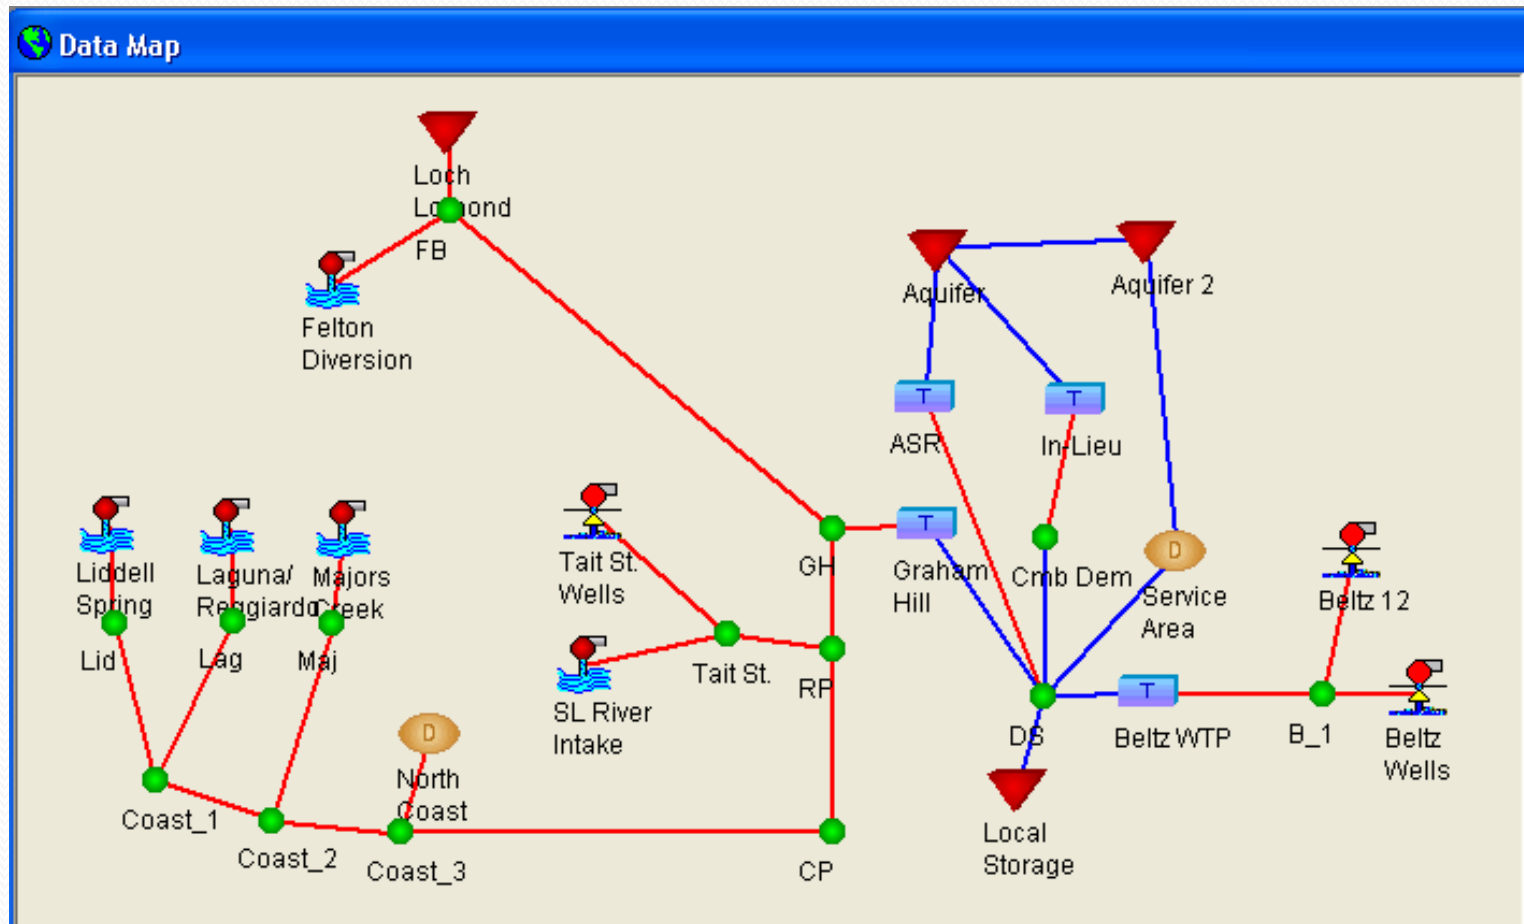 Data Map
Loch
Lomond
FB
Felton
Diversion
Aquifer
Aquifer 2
T
ASR
T
In-Lieu
Liddell
Spring
Laguna/
Reggiardo
Majors
Creek
Tait St.
Wells
GH
T
Graham
Hill
Cmb Dem
D
Service
Area
Beltz 12
Lid
Lag
Maj
Tait St.
RP
SL River
Intake
DS
T
Beltz WTP
B_1
Beltz
Wells
D
North
Coast
Coast_1
Coast_2
Coast_3
CP
Local
Storage